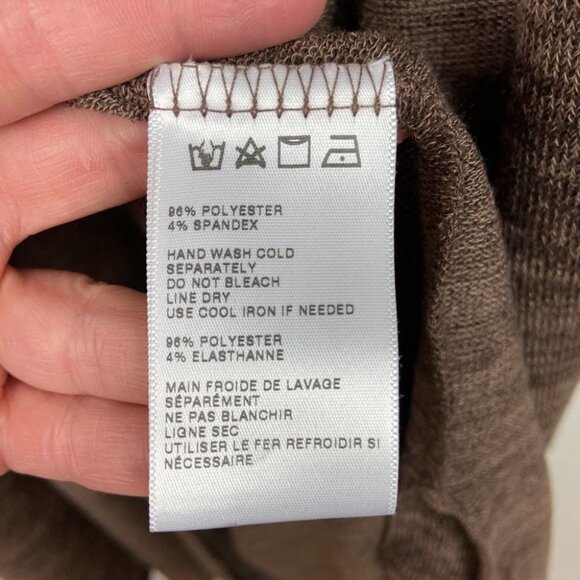 96% POLYESTER
4% SPANDEX
HAND WASH COLD
SEPARATELY
DO NOT BLEACH
LINE DRY
USE COOL IRON IF NEEDED
96% POLYESTER
4% ELASTHANNE
MAIN FROIDE DE LAVAGE
SÉPARÉMENT
NE PAS BLANCHIR
LIGNE SEC
UTILISER LE FER REFROIDIR SI
NÉCESSAIRE